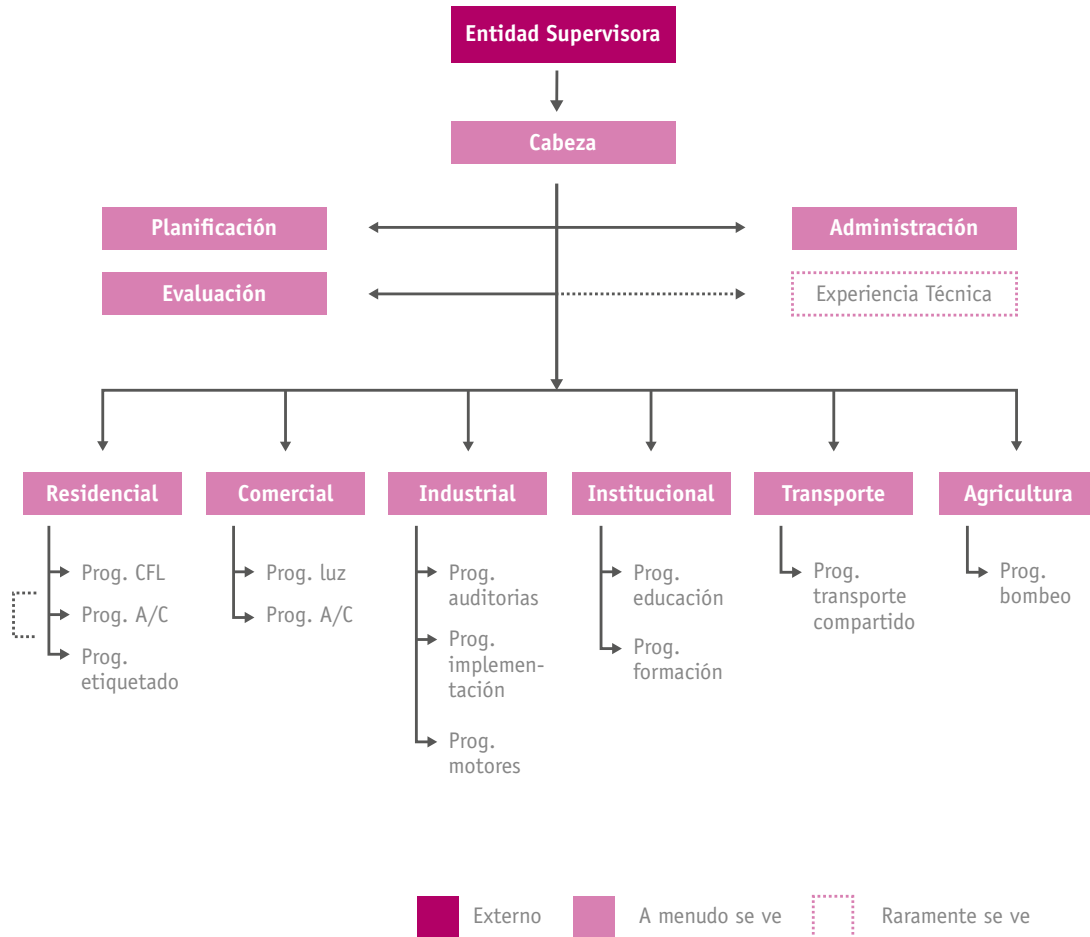 Entidad Supervisora
Cabeza
Planificación
Administración
Evaluación
Experiencia Técnica
Residencial
Comercial
Industrial
Institucional
Transporte
Agricultura
Prog. CFL
Prog. A/C
Prog.
etiquetado
Prog. luz
Prog. A/C
Prog.
auditorias
Prog.
implemen-
tación
Prog.
motores
Prog.
educación
Prog.
formación
Prog.
transporte
compartido
Prog.
bombeo
Externo
A menudo se ve
Raramente se ve